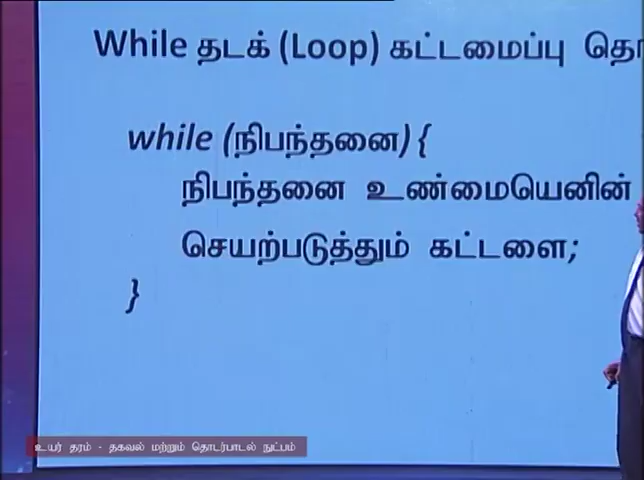 While தடக் (Loop) கட்டமைப்பு
while (நிபந்தனை) {
நிபந்தனை உண்மையெனின்
செயற்படுத்தும் கட்டளை;
}
உயர் தரம் - தகவல் மற்றும் தொடர்பாடல் நுட்பம்